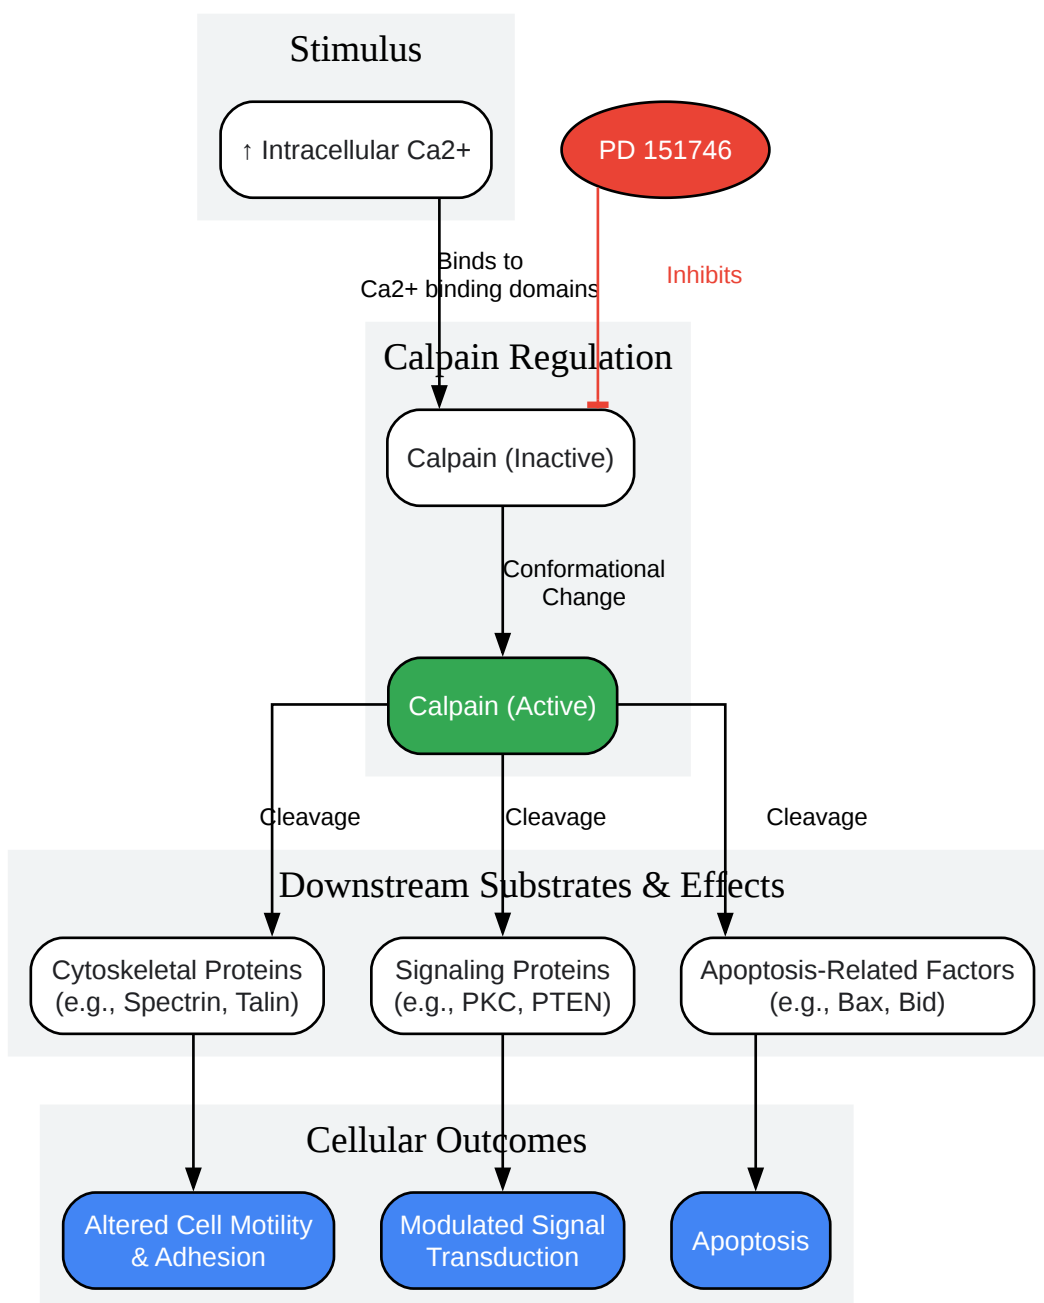 Stimulus
↑ Intracellular Ca2+
PD 151746
Binds to
Ca2+ binding domains
Inhibits
Calpain Regulation
Calpain (Inactive)
Conformational
Change
Calpain (Active)
Cleavage
Cleavage
Cleavage
Downstream Substrates & Effects
Cytoskeletal Proteins
(e.g., Spectrin, Talin)
Signaling Proteins
(e.g., PKC, PTEN)
Apoptosis-Related Factors
(e.g., Bax, Bid)
Cellular Outcomes
Altered Cell Motility
& Adhesion
Modulated Signal
Transduction
Apoptosis